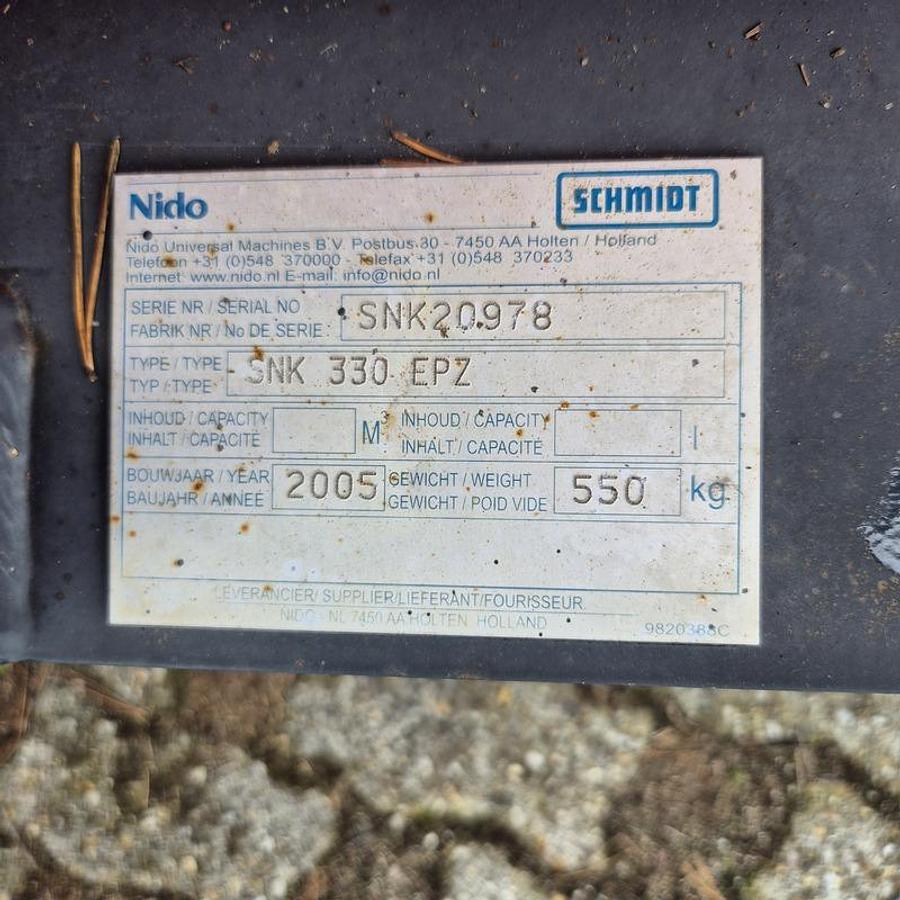 Nido SCHMIDT
Nido Universal Machines B.V. Postbus 30 - 7450 AA Holten / Holland
Telefoon +31 (0)548 370000 - Telefax +31 (0)548 370233
Internet: www.nido.nl E-mail: info@nido.nl
SERIE NR / SERIAL NO
FABRIK NR / No DE SERIE : SNK20978
TYPE / TYPE
TYP / TYPE SNK 330 EPZ
INHOUD / CAPACITY
INHALT / CAPACITÉ M³
INHOUD / CAPACITY
INHALT / CAPACITÉ l
BOUWJAAR / YEAR
BAUJAHR / ANNÉE 2005
GEWICHT / WEIGHT
GEWICHT / POID VIDE 550 kg
LEVERANCIER/ SUPPLIER/LIEFERANT/FOURISSEUR
NIDO - NL 7450 AA HOLTEN HOLLAND
9820388C